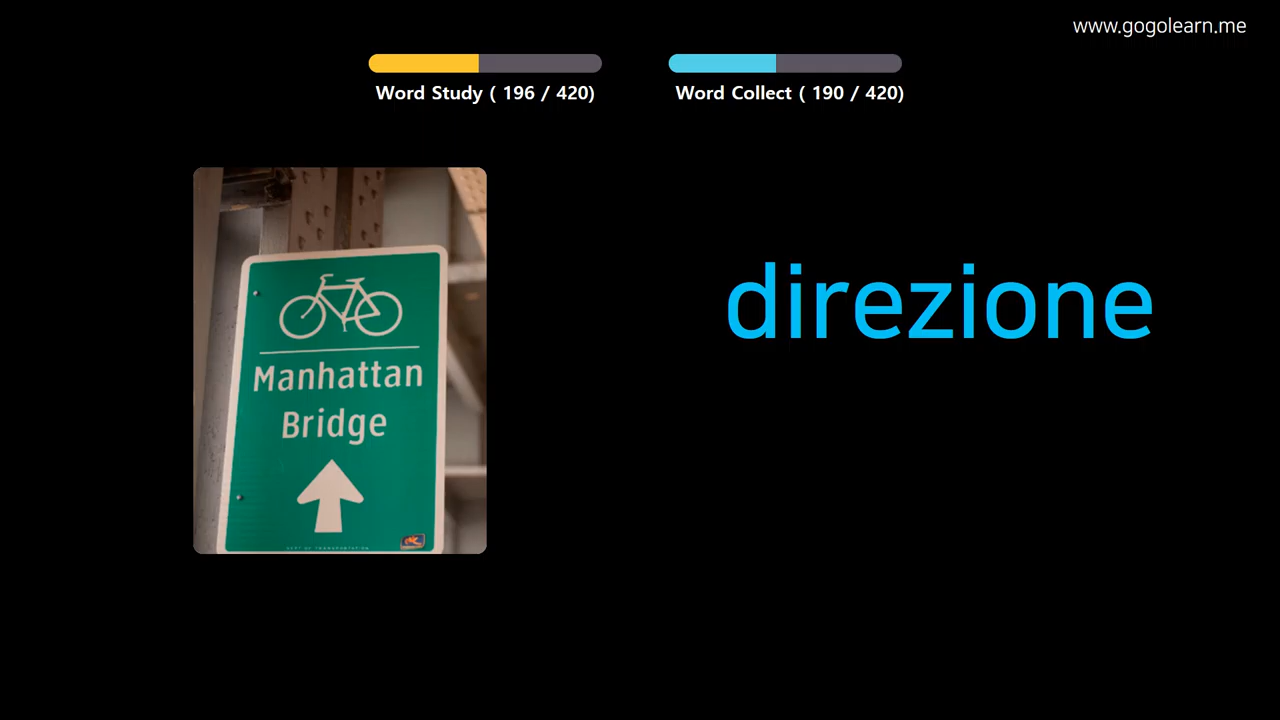 www.gogolearn.me
Word Study ( 196 / 420)
Word Collect ( 190 / 420)
direzione
Manhattan
Bridge